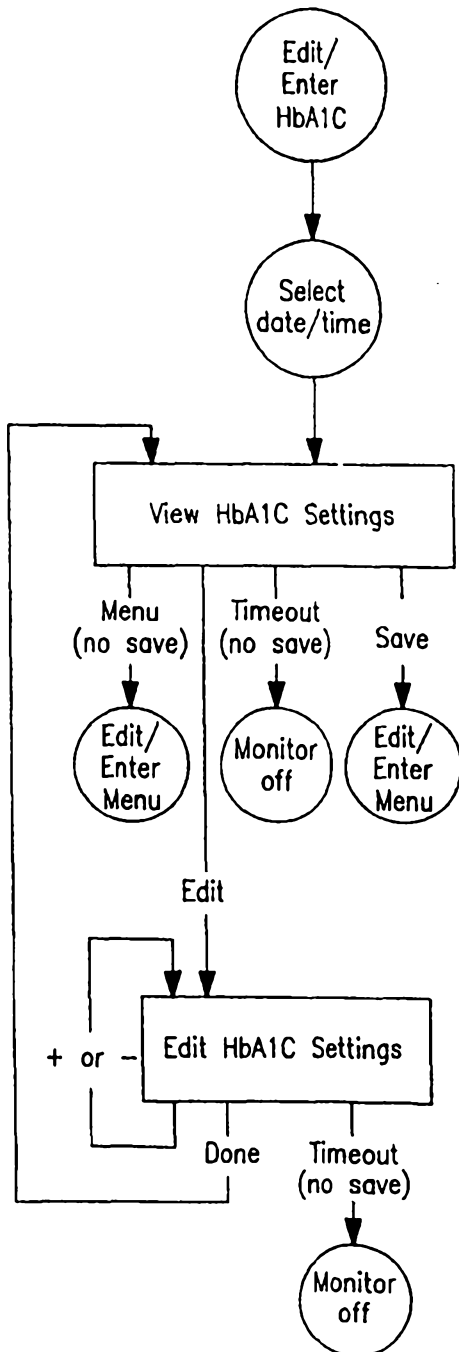 Edit/
Enter
HbA1C
Select
date/time
View HbA1C Settings
Menu
(no save)
Timeout
(no save)
Save
Edit/
Enter
Menu
Monitor
off
Edit/
Enter
Menu
Edit
+ or -
Edit HbA1C Settings
Done
Timeout
(no save)
Monitor
off